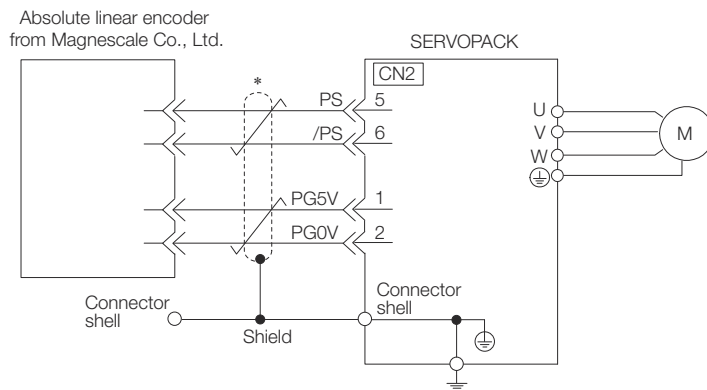 Absolute linear encoder
from Magnescale Co., Ltd.
SERVOPACK
*
CN2
PS 5
/PS 6
PG5V 1
PG0V 2
U
V
W
M
Connector
shell
Shield
Connector
shell